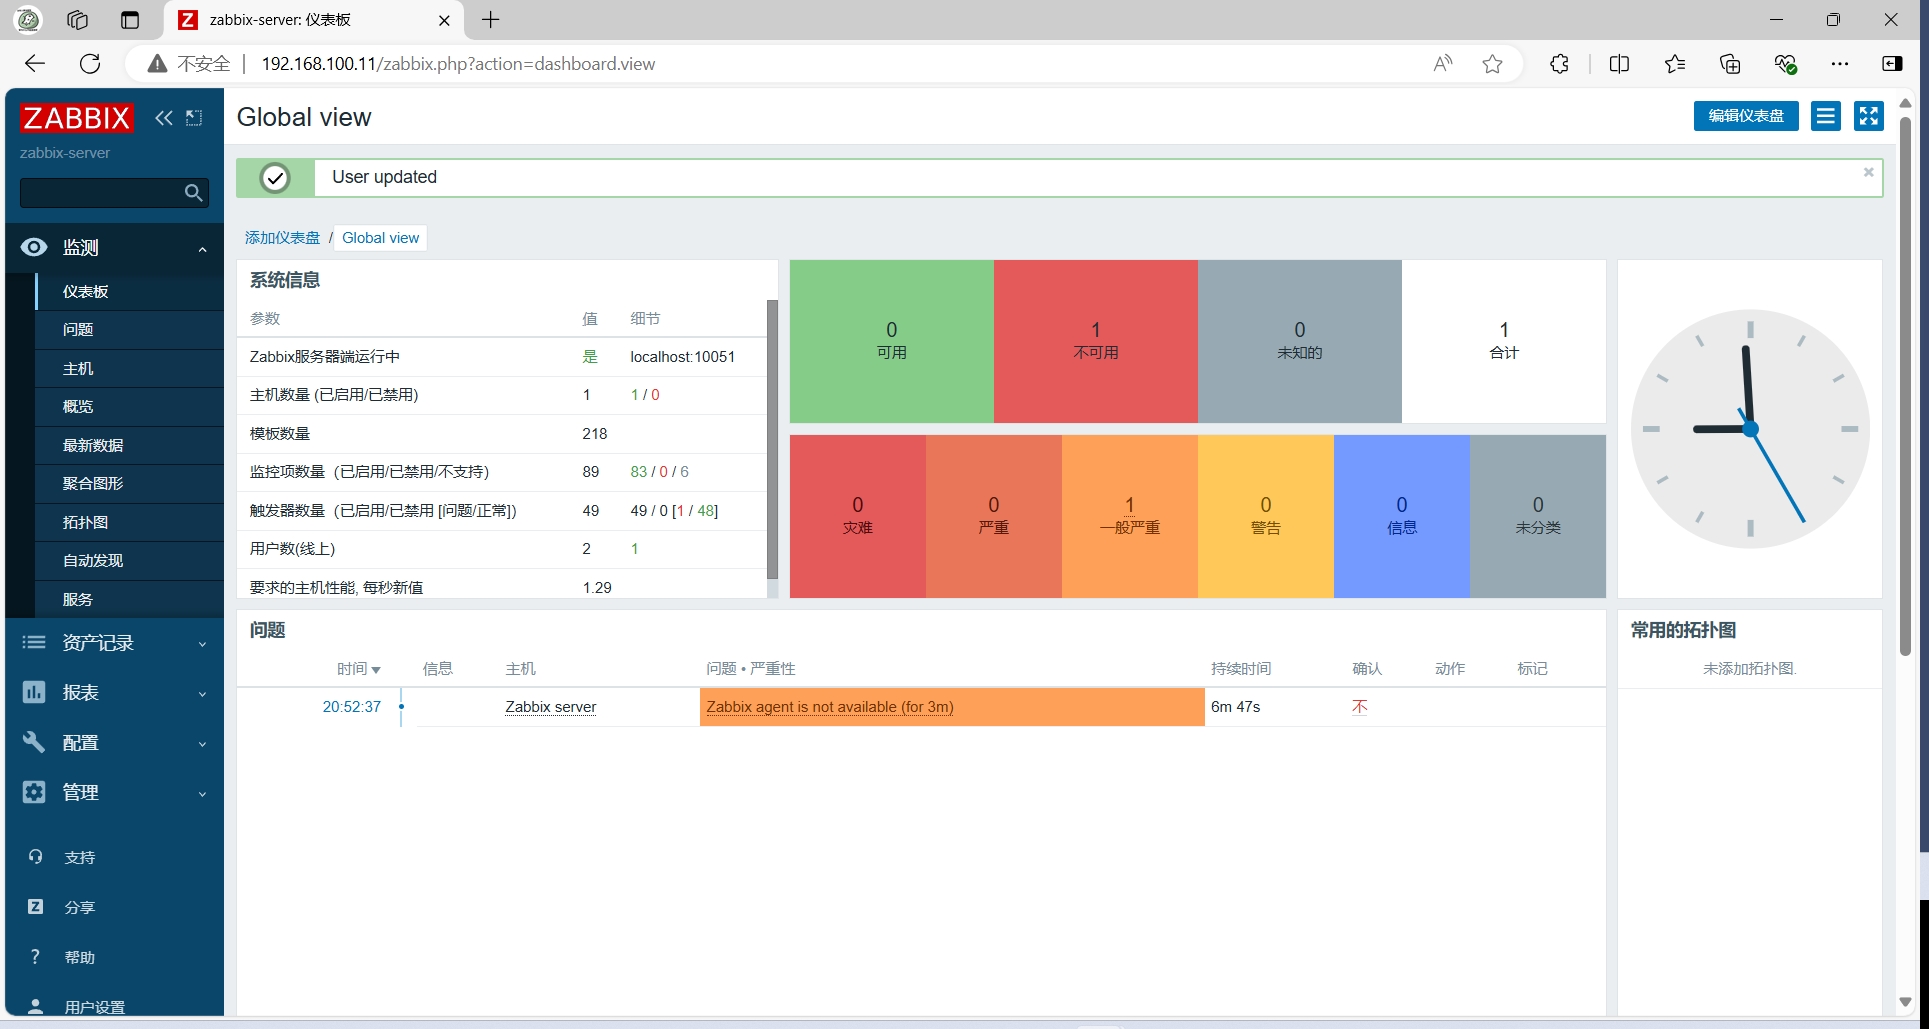 zabbix-server: 仪表板
不安全 192.168.100.11/zabbix.php?action=dashboard.view
ZABBIX
zabbix-server
监测
仪表板
问题
主机
概览
最新数据
聚合图形
拓扑图
自动发现
服务
资产记录
报表
配置
管理
支持
分享
帮助
用户设置
Global view
编辑仪表盘
User updated
添加仪表盘 / Global view
系统信息
参数 值 细节
Zabbix服务器端运行中 是 localhost:10051
主机数量 (已启用/已禁用) 1 1 / 0
模板数量 218
监控项数量 (已启用/已禁用/不支持) 89 83 / 0 / 6
触发器数量 (已启用/已禁用 [问题/正常]) 49 49 / 0 [1 / 48]
用户数(线上) 2 1
要求的主机性能, 每秒新值 1.29
0 1 0 1
可用 不可用 未知的 合计
0 0 1 0 0 0
灾难 严重 一般严重 警告 信息 未分类
问题
时间 信息 主机 问题 • 严重性 持续时间 确认 动作 标记
20:52:37 Zabbix server Zabbix agent is not available (for 3m) 6m 47s 不
常用的拓扑图
未添加拓扑图.